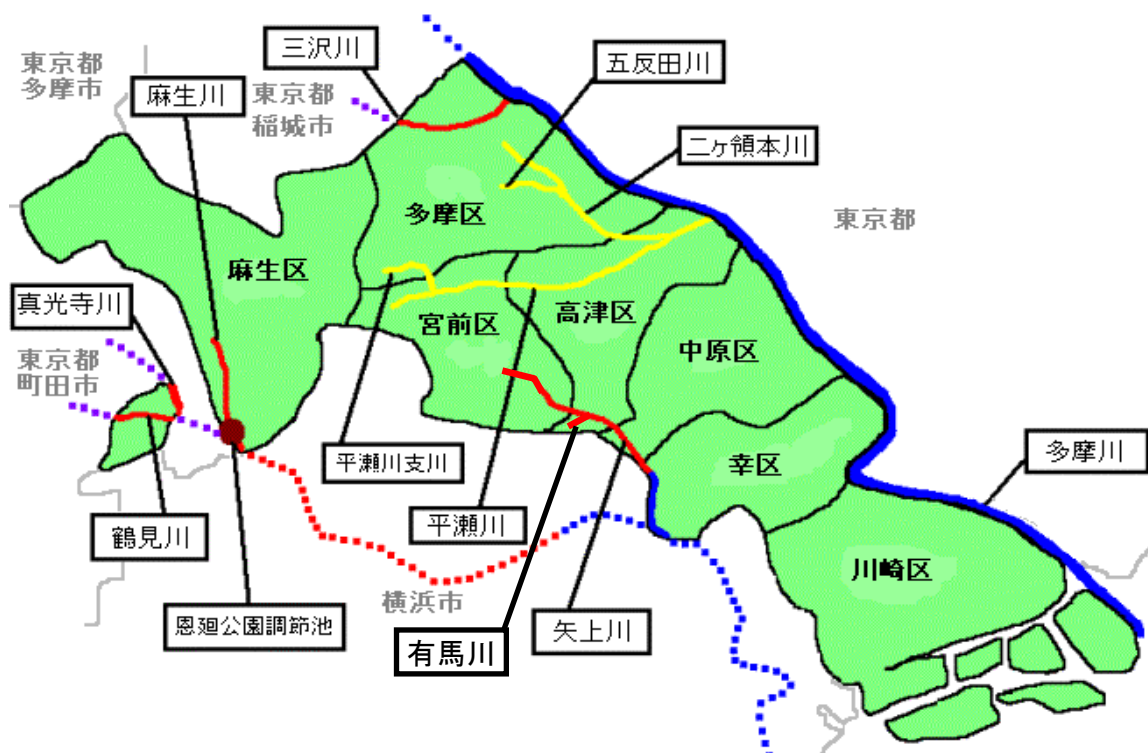 三沢川
五反田川
東京都
多摩市
麻生川
東京都
稲城市
二ヶ領本川
多摩区
東京都
麻生区
真光寺川
宮前区
高津区
中原区
東京都
町田市
平瀬川支川
幸区
多摩川
鶴見川
平瀬川
川崎区
横浜市
恩廻公園調節池
有馬川
矢上川